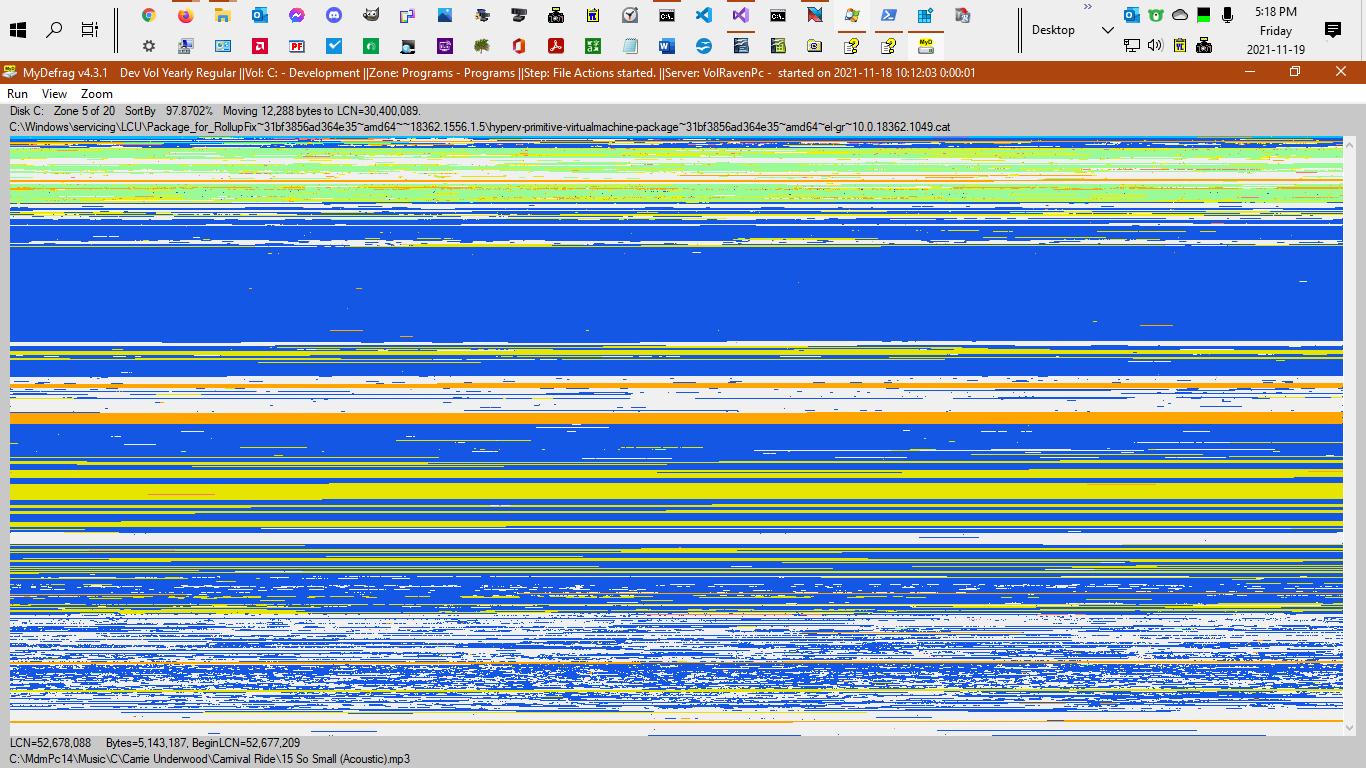 5:18 PM
Desktop
Friday
2021-11-19
MyDefrag v4.3.1 Dev Vol Yearly Regular ||Vol: C: - Development ||Zone: Programs - Programs ||Step: File Actions started. ||Server: VolRavenPc - started on 2021-11-18 10:12:03 0:00:01
Run View Zoom
Disk C: Zone 5 of 20 SortBy 97.8702% Moving 12,288 bytes to LCN=30,400,089.
C:\Windows\servicing\LCU\Package_for_RollupFix~31bf3856ad364e35~amd64~~18362.1556.1.5\hyperv-primitive-virtualmachine-package~31bf3856ad364e35~amd64~el-gr~10.0.18362.1049.cat
LCN=52,678,088 Bytes=5,143,187, BeginLCN=52,677,209
C:\MdmPc14\Music\C\Carrie Underwood\Carnival Ride\15 So Small (Acoustic).mp3